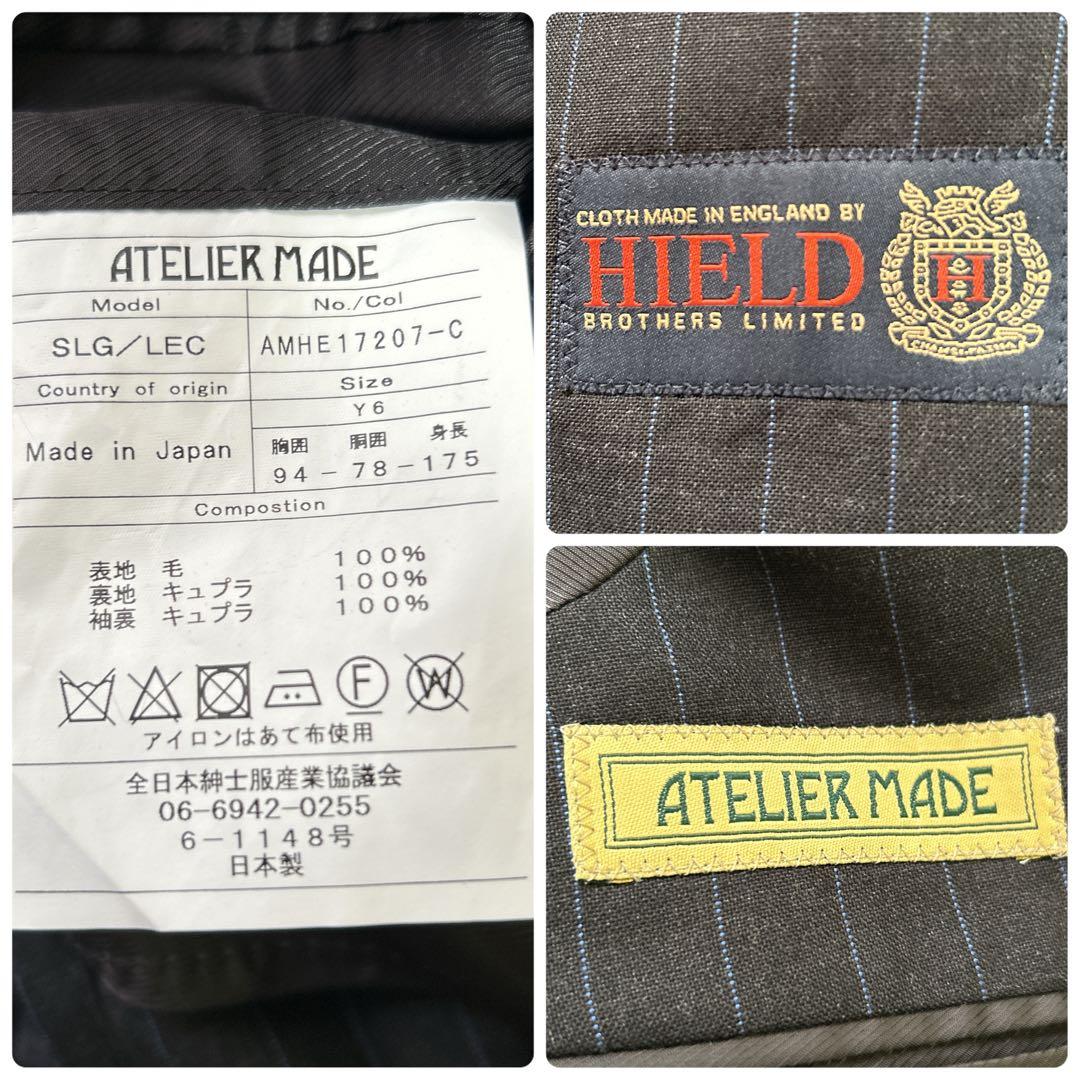 ATELIER MADE
Model No./Col
SLG/LEC AMHE17207-C
Country of origin Size
Y6
Made in Japan 胸囲 胴囲 身長
94-78-175
Compostion
表地 毛 100%
裏地 キュプラ 100%
袖裏 キュプラ 100%
F W
アイロンはあて布使用
全日本紳士服産業協議会
06-6942-0255
6-1148号
日本製
CLOTH MADE IN ENGLAND BY
HIELD
BROTHERS LIMITED
H
ATELIER MADE